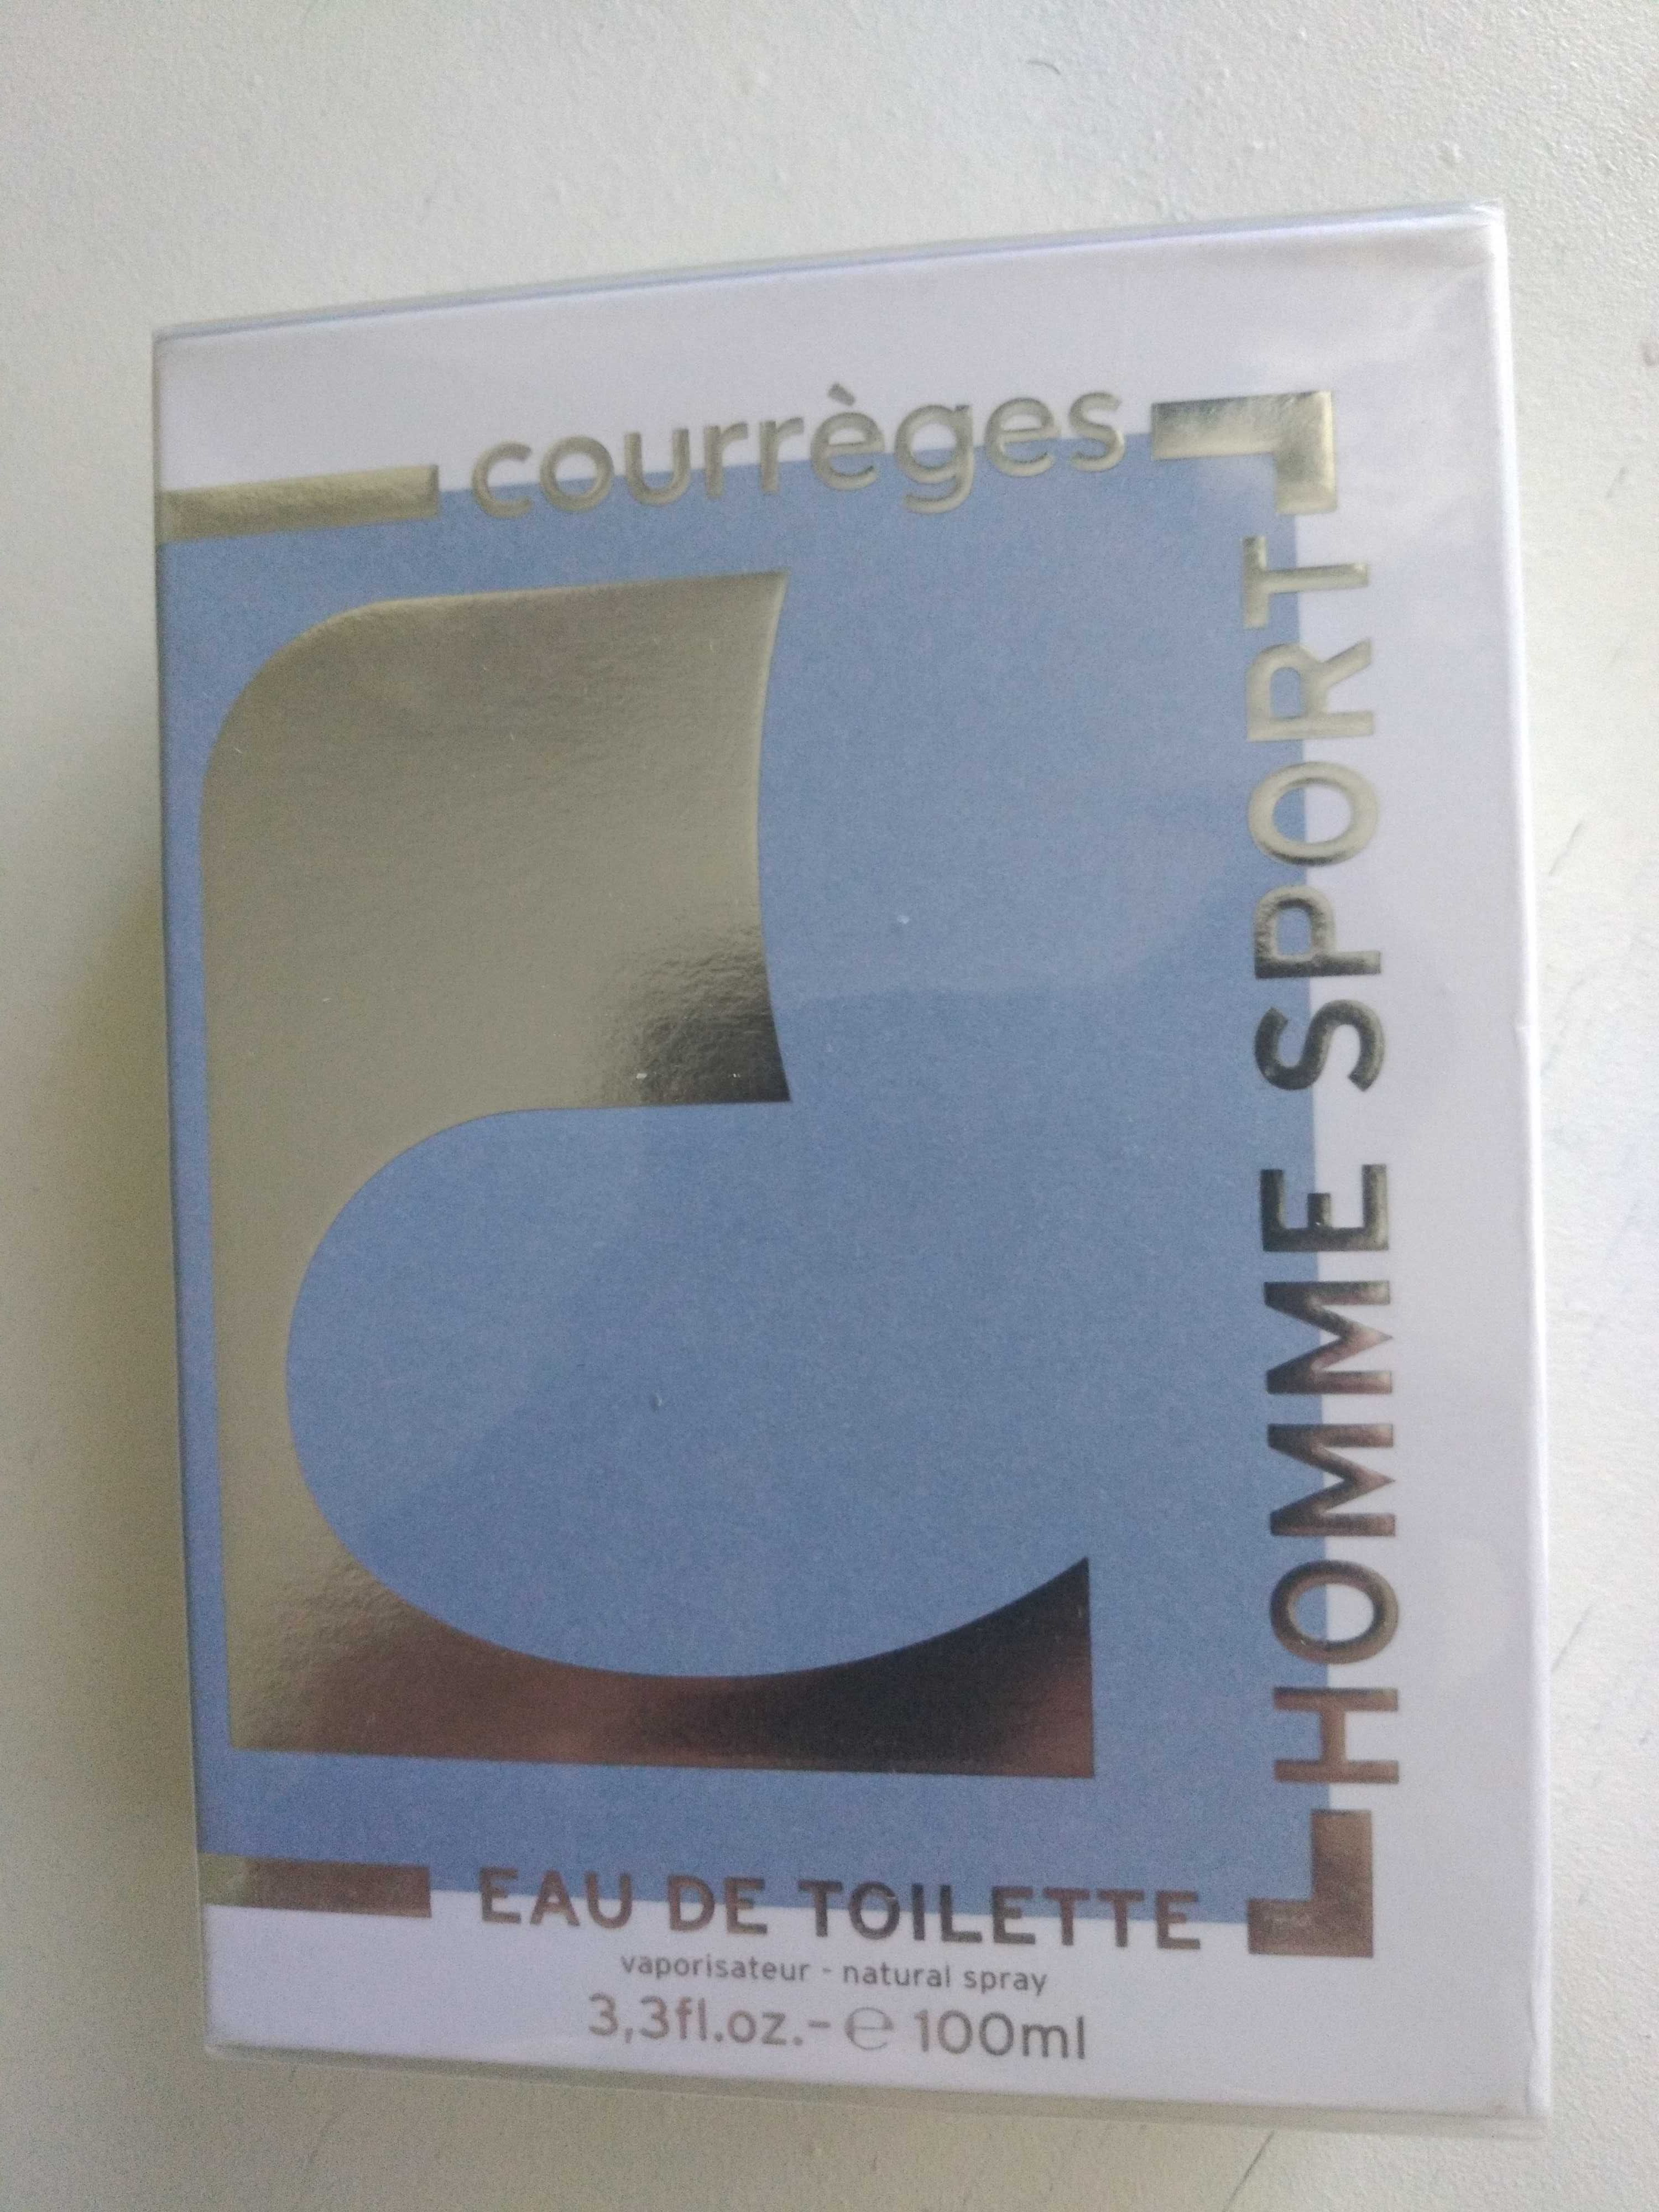 courrèges
HOMME SPORT
EAU DE TOILETTE
vaporisateur - natural spray
3,3fl.oz.- ℮ 100ml